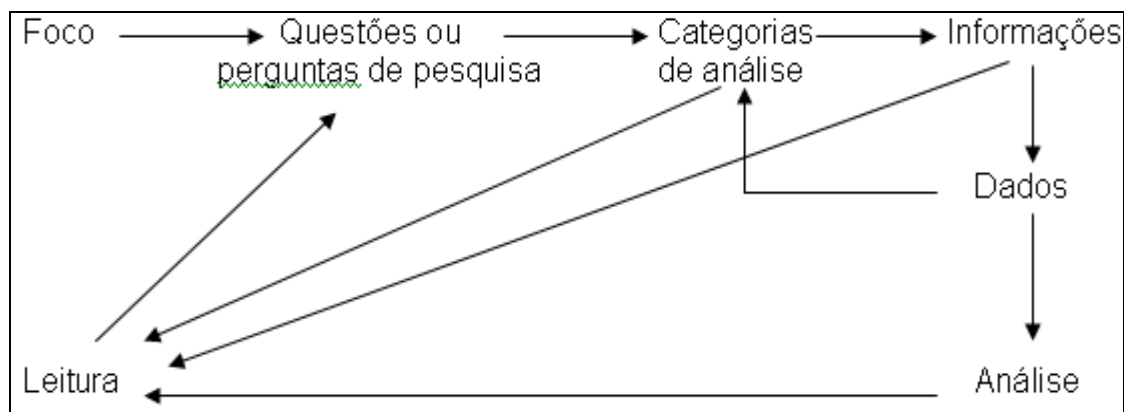 Foco
Questões ou
perguntas de pesquisa
Categorias
de análise
Informações
Dados
Leitura
Análise